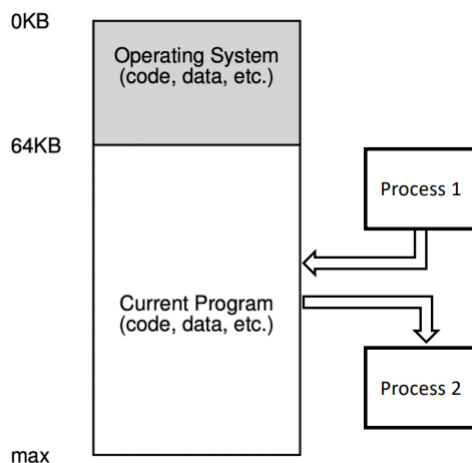 0KB
Operating System
(code, data, etc.)
64KB
Process 1
Current Program
(code, data, etc.)
Process 2
max